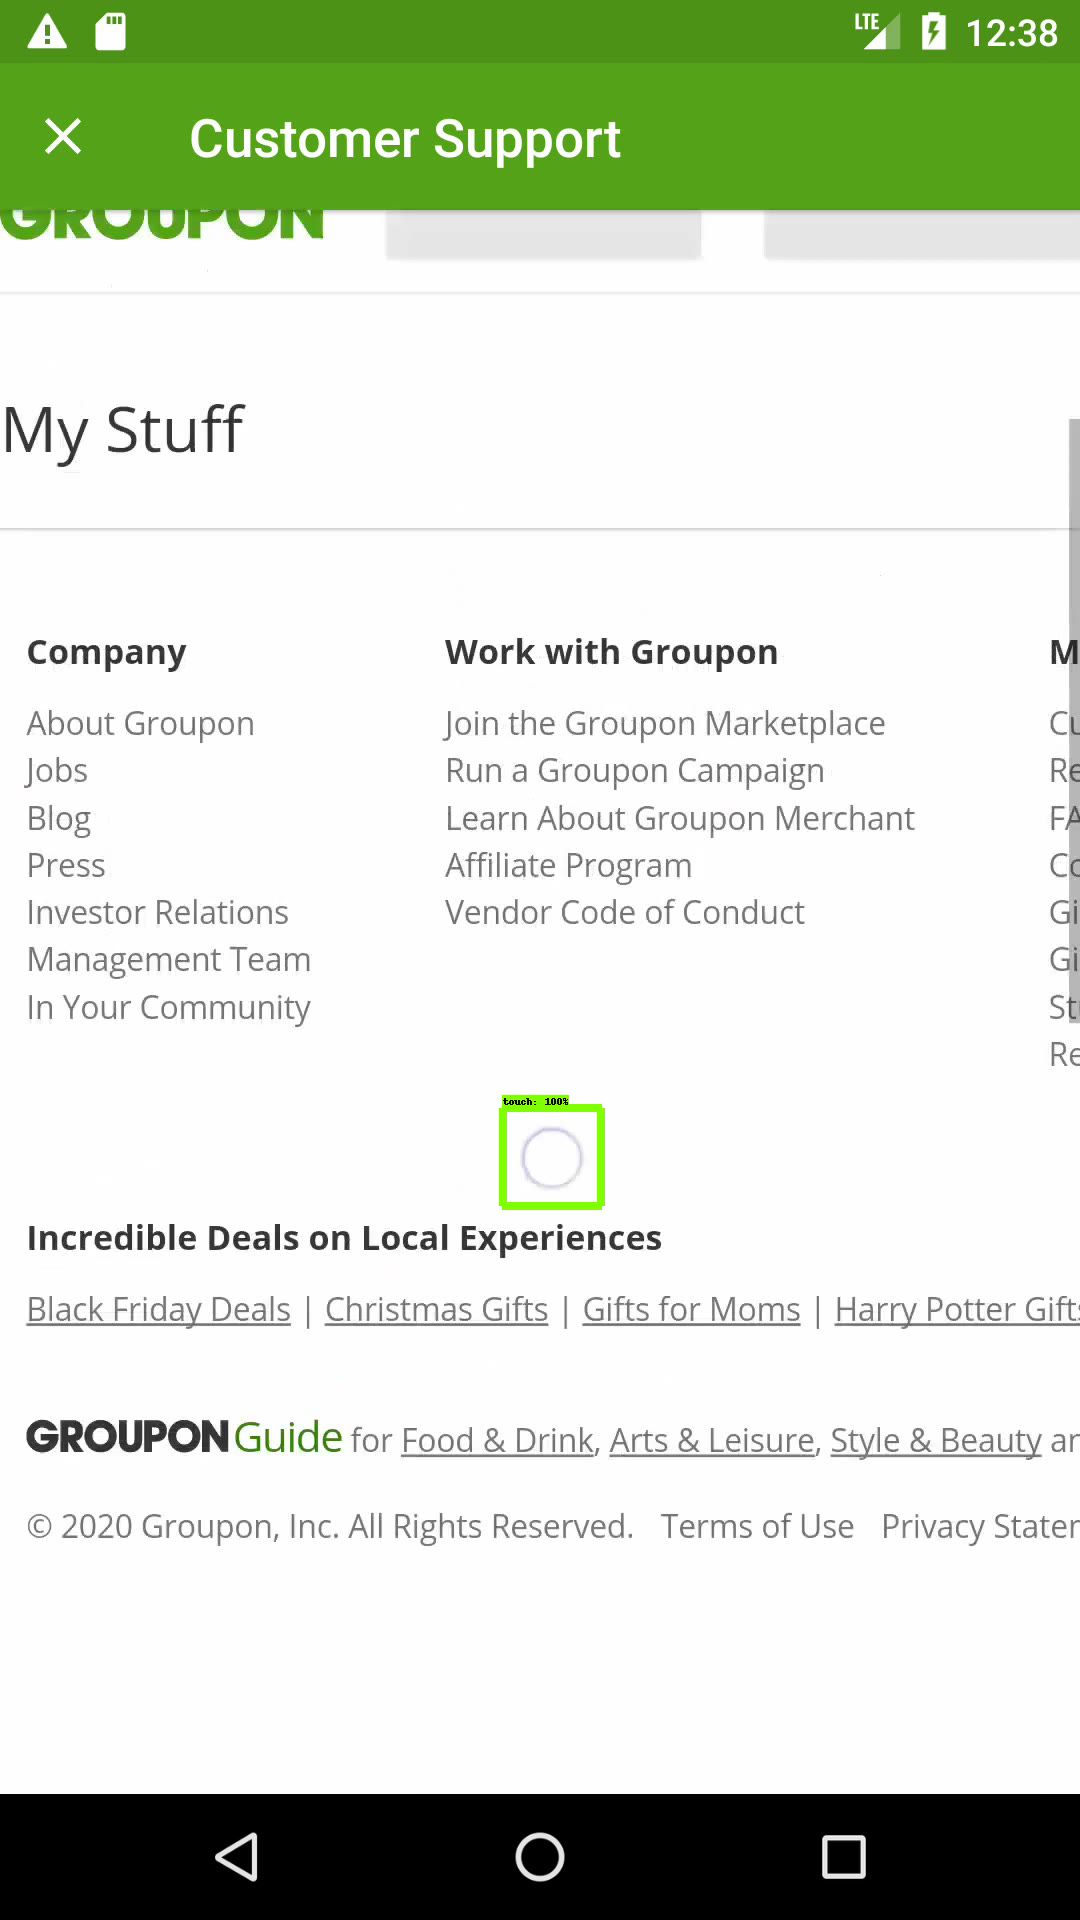 LTE 12:38
Customer Support
GROUPON
My Stuff
Company
About Groupon
Jobs
Blog
Press
Investor Relations
Management Team
In Your Community
Work with Groupon
Join the Groupon Marketplace
Run a Groupon Campaign
Learn About Groupon Merchant
Affiliate Program
Vendor Code of Conduct
M
Cu
Re
FA
Co
Gi
Gi
St
Re
touch: 100%
Incredible Deals on Local Experiences
Black Friday Deals | Christmas Gifts | Gifts for Moms | Harry Potter Gifts
GROUPON Guide for Food & Drink, Arts & Leisure, Style & Beauty an
© 2020 Groupon, Inc. All Rights Reserved. Terms of Use Privacy Stater